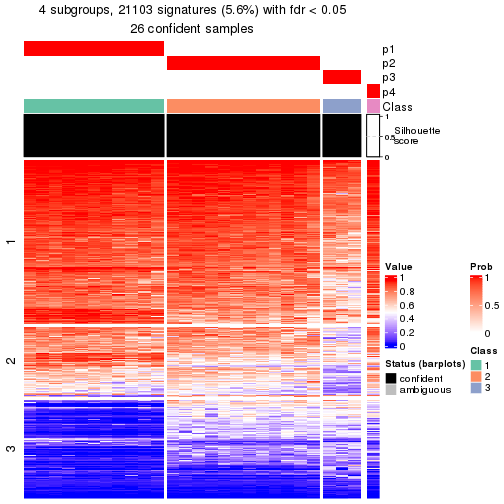 4 subgroups, 21103 signatures (5.6%) with fdr < 0.05
26 confident samples
p1
p2
p3
p4
Class
1
0.5
0
Silhouette
score
1
2
3
Value
1
0.8
0.6
0.4
0.2
0
Prob
1
0.5
0
Status (barplots)
confident
ambiguous
Class
1
2
3